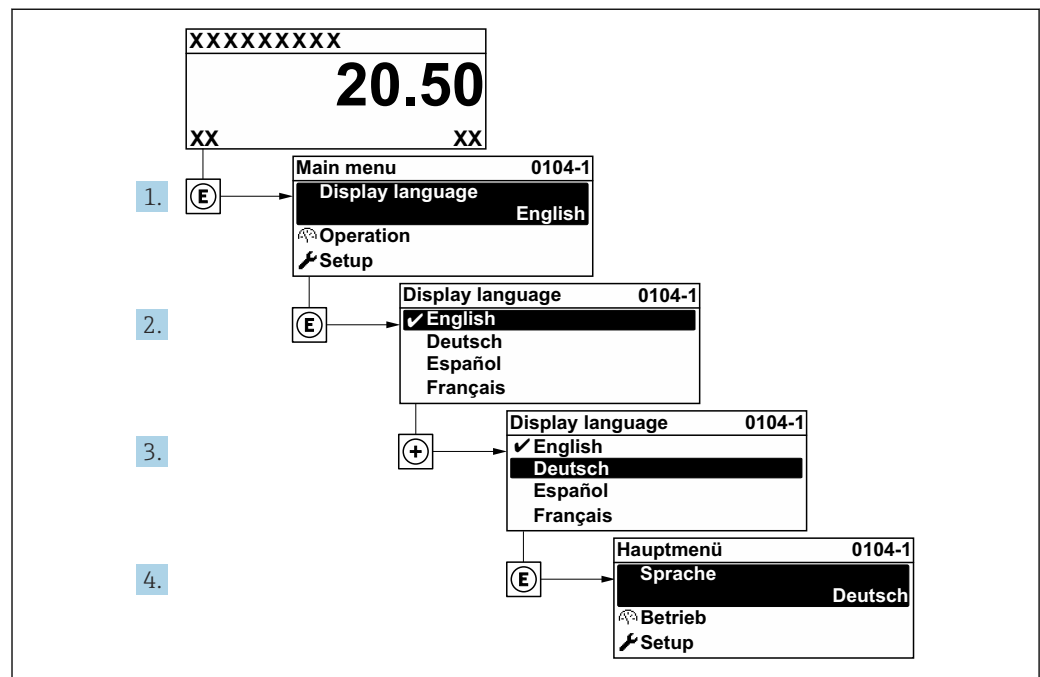 XXXXXXXXX
20.50
XX XX
1. E
Main menu 0104-1
Display language
English
Operation
Setup
2. E
Display language 0104-1
✔English
Deutsch
Español
Français
3. +
Display language 0104-1
✔English
Deutsch
Español
Français
4. E
Hauptmenü 0104-1
Sprache
Deutsch
Betrieb
Setup